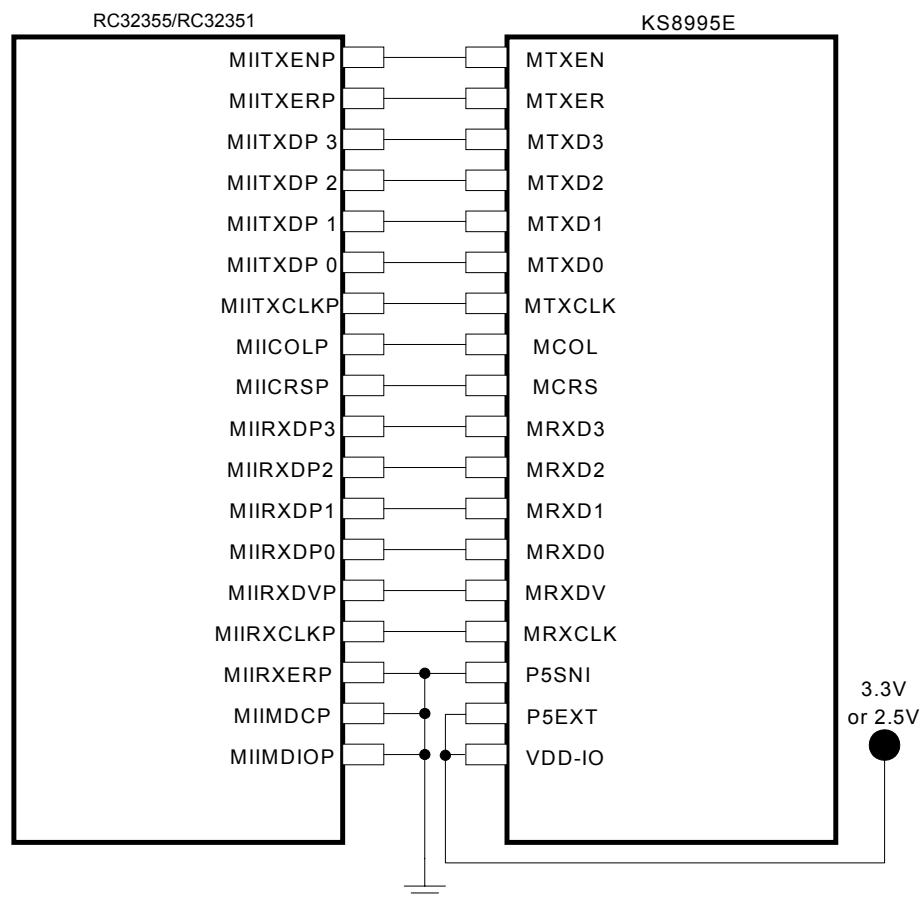 RC32355/RC32351
KS8995E
MIITXENP
MTXEN
MIITXERP
MTXER
MIITXDP 3
MTXD3
MIITXDP 2
MTXD2
MIITXDP 1
MTXD1
MIITXDP 0
MTXD0
MIITXCLKP
MTXCLK
MIICOLP
MCOL
MIICRSP
MCRS
MIIRXDP3
MRXD3
MIIRXDP2
MRXD2
MIIRXDP1
MRXD1
MIIRXDP0
MRXD0
MIIRXDVP
MRXDV
MIIRXCLKP
MRXCLK
MIIRXERP
P5SNI
MIIMDCP
P5EXT
MIIMDIOP
VDD-IO
3.3V
or 2.5V